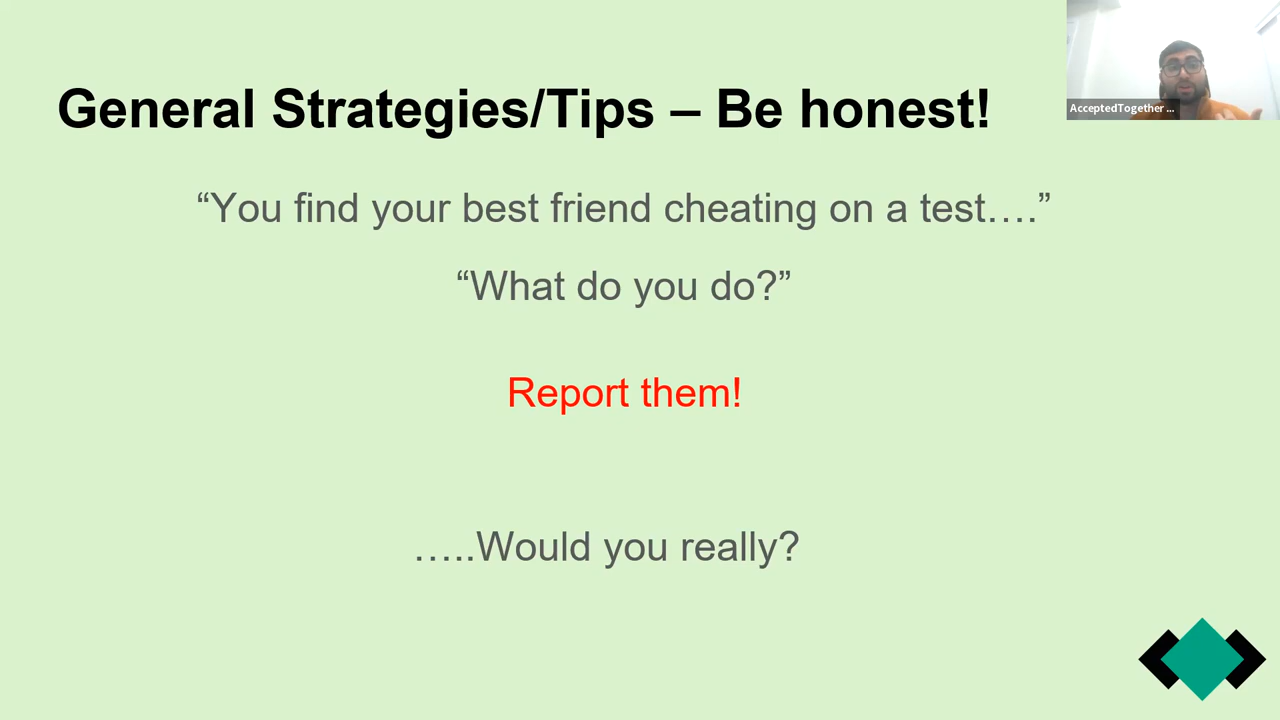 General Strategies/Tips – Be honest!
AcceptedTogether ...
“You find your best friend cheating on a test….”
“What do you do?”
Report them!
…..Would you really?